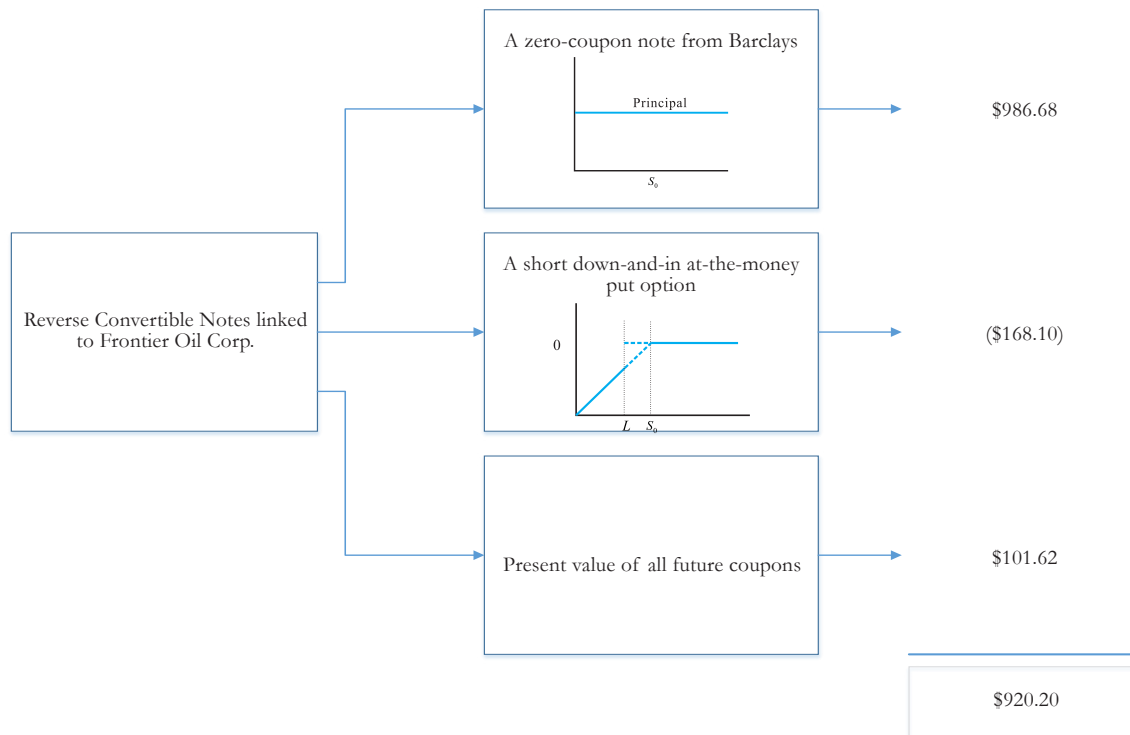 A zero-coupon note from Barclays
Principal
S₀
$986.68
Reverse Convertible Notes linked
to Frontier Oil Corp.
A short down-and-in at-the-money
put option
0
L
S₀
($168.10)
Present value of all future coupons
$101.62
$920.20